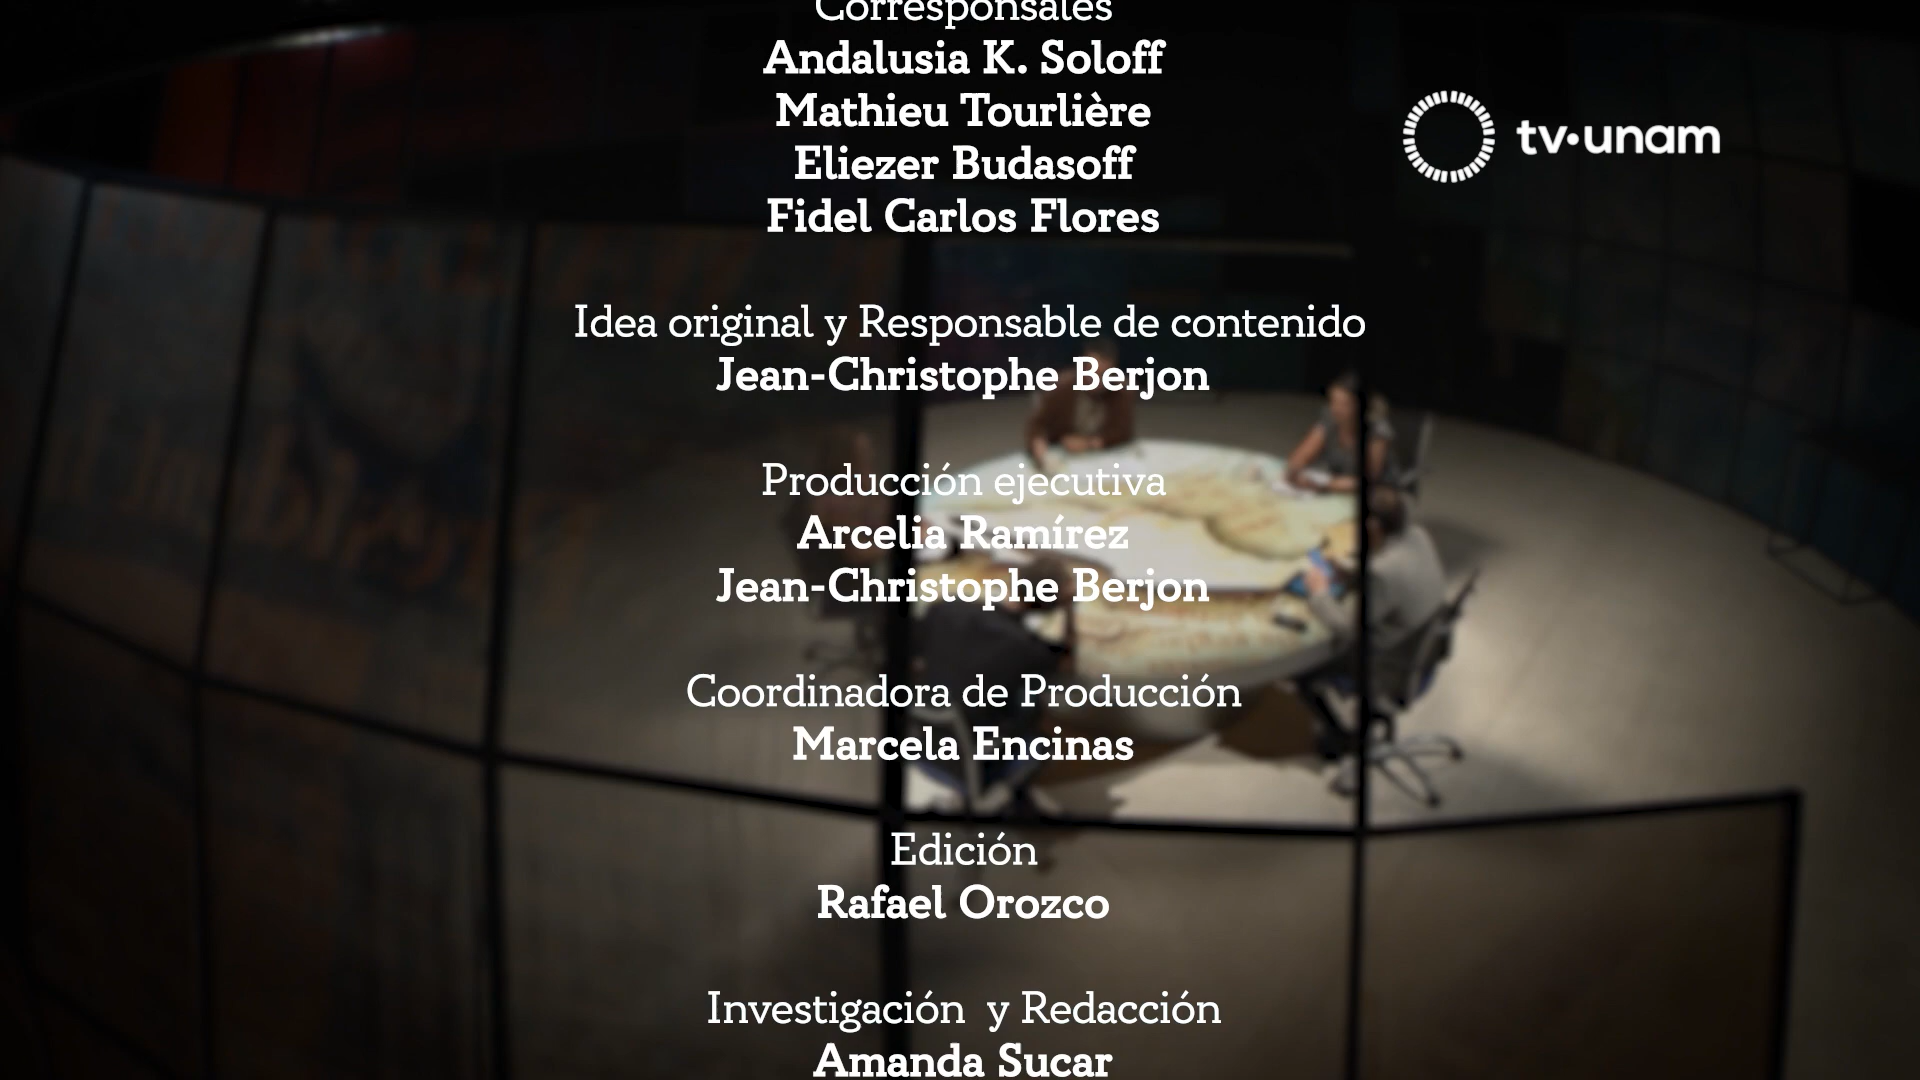 Corresponsales
Andalusia K. Soloff
Mathieu Tourlière
Eliezer Budasoff
Fidel Carlos Flores
tv·unam
Idea original y Responsable de contenido
Jean-Christophe Berjon
Producción ejecutiva
Arcelia Ramírez
Jean-Christophe Berjon
Coordinadora de Producción
Marcela Encinas
Edición
Rafael Orozco
Investigación y Redacción
Amanda Sucar